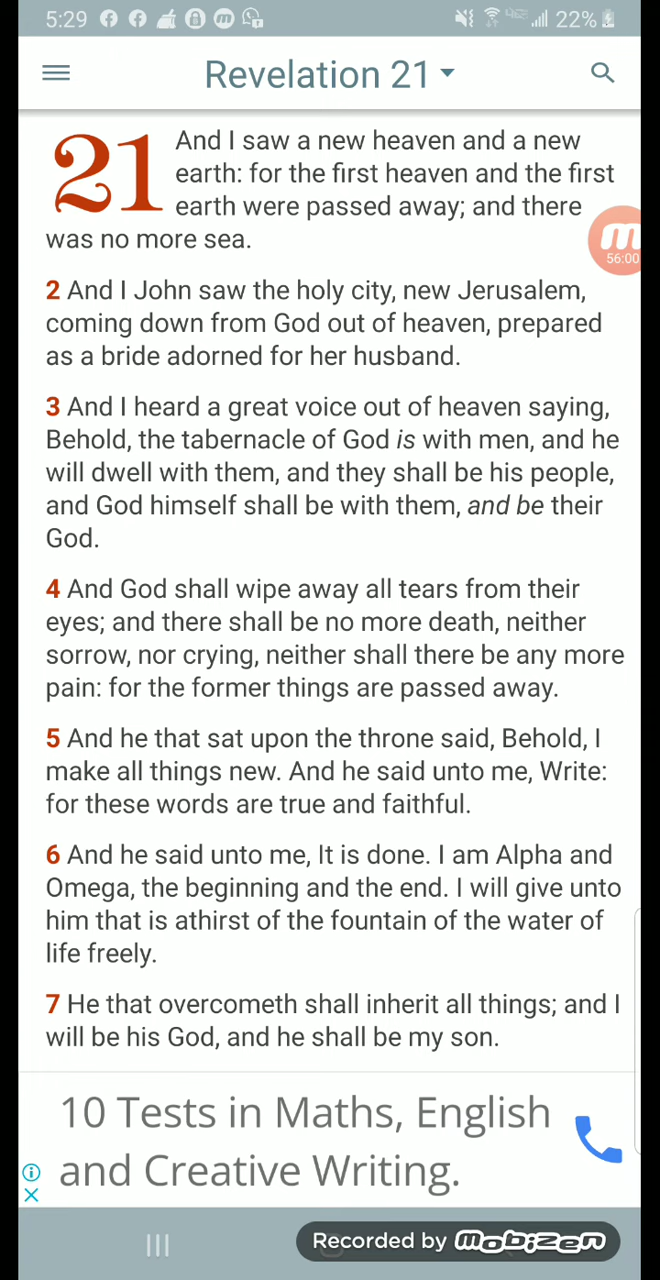 5:29
22%
Revelation 21
21 And I saw a new heaven and a new
earth: for the first heaven and the first
earth were passed away; and there
was no more sea.
m
56:00
2 And I John saw the holy city, new Jerusalem,
coming down from God out of heaven, prepared
as a bride adorned for her husband.
3 And I heard a great voice out of heaven saying,
Behold, the tabernacle of God is with men, and he
will dwell with them, and they shall be his people,
and God himself shall be with them, and be their
God.
4 And God shall wipe away all tears from their
eyes; and there shall be no more death, neither
sorrow, nor crying, neither shall there be any more
pain: for the former things are passed away.
5 And he that sat upon the throne said, Behold, I
make all things new. And he said unto me, Write:
for these words are true and faithful.
6 And he said unto me, It is done. I am Alpha and
Omega, the beginning and the end. I will give unto
him that is athirst of the fountain of the water of
life freely.
7 He that overcometh shall inherit all things; and I
will be his God, and he shall be my son.
10 Tests in Maths, English
and Creative Writing.
Recorded by mobizen